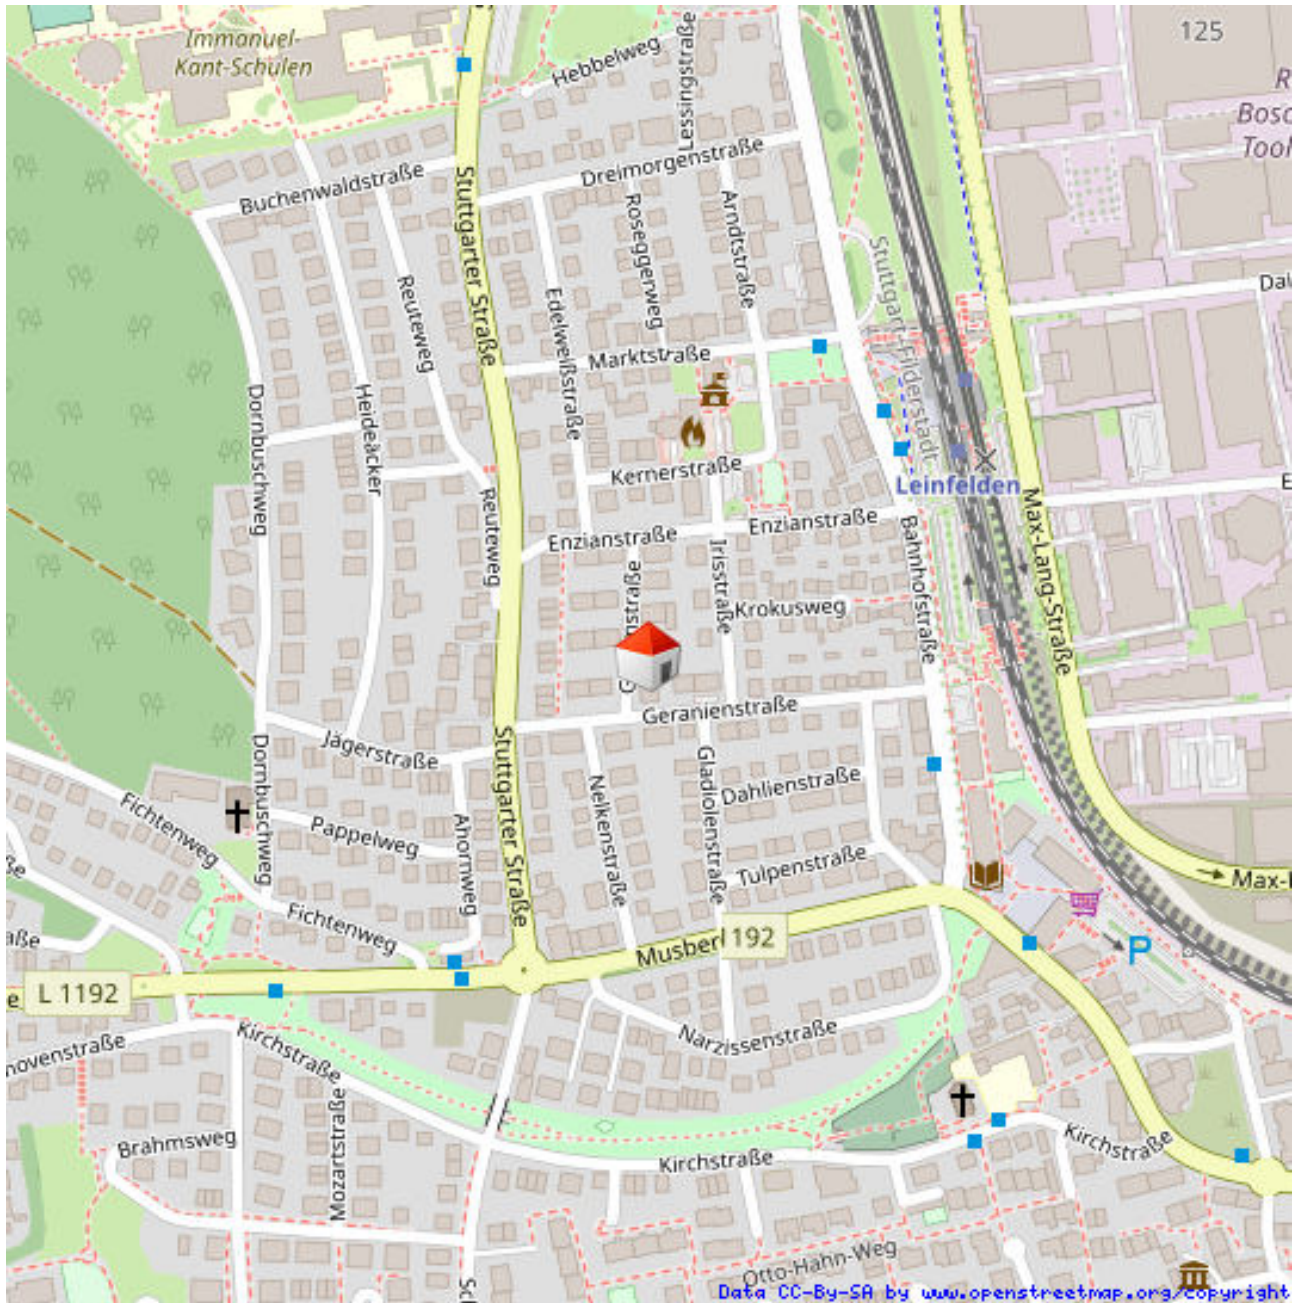 Immanuel-
Kant-Schulen
125
Hebbelweg
Lessingstraße
Dreimorgenstraße
Buchenwaldstraße
Stuttgarter Straße
Roseggerweg
Arndtstraße
Stuttgart-Filderstadt
Reuteweg
Edelweißstraße
Marktstraße
Dornbuschweg
Heideäcker
Kernerstraße
Leinfelden
Reuteweg
Enzianstraße
Enzianstraße
Irisstraße
Bahnhofstraße
Max-Lang-Straße
Krokusweg
Geranienstraße
Jägerstraße
Dornbuschweg
Stuttgarter Straße
Nelkenstraße
Gladiolenstraße
Dahlienstraße
Fichtenweg
Pappelweg
Ahornweg
Tulpenstraße
Fichtenweg
Musber
192
P
L 1192
Narzissenstraße
Kirchstraße
Mozartstraße
Brahmsweg
Kirchstraße
Kirchstraße
Otto-Hahn-Weg
Data CC-By-SA by www.openstreetmap.org/copyright